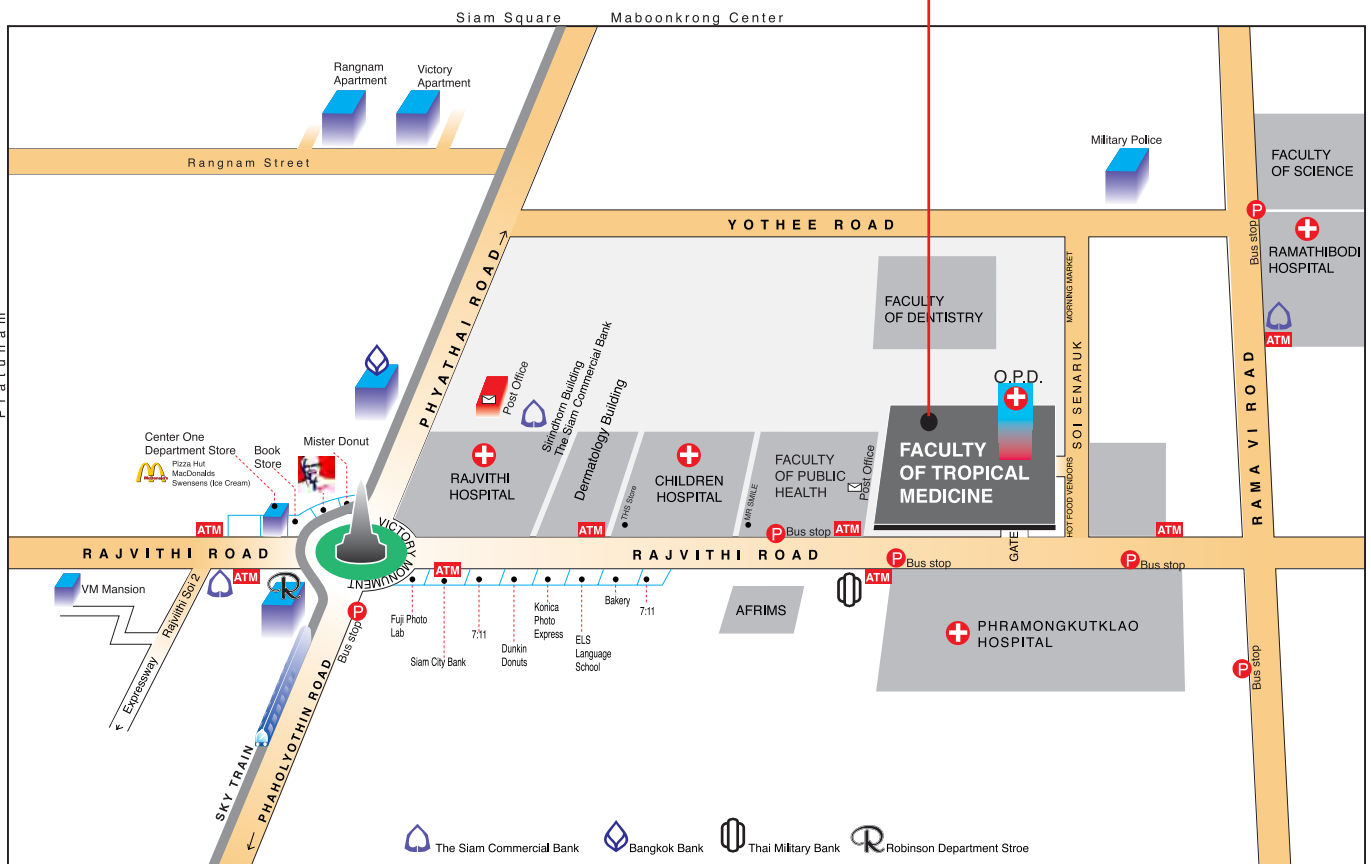 Siam Square
Maboonkrong Center
Rangnam
Apartment
Victory
Apartment
Rangnam Street
Military Police
FACULTY
OF SCIENCE
P
Bus stop
RAMATHIBODI
HOSPITAL
ATM
YOTHEE ROAD
PHYATHAI ROAD
FACULTY
OF DENTISTRY
MORNING MARKET
SOI SENARUK
HOT FOOD VENDORS
RAMA VI ROAD
Pratunam
Post Office
Sirindhorn Building
The Siam Commercial Bank
Dermatology Building
O.P.D.
Center One
Department Store
McDonald's
Pizza Hut
MacDonalds
Swensens (Ice Cream)
Book
Store
Mister Donut
RAJVITHI
HOSPITAL
CHILDREN
HOSPITAL
FACULTY
OF PUBLIC
HEALTH
Post Office
FACULTY
OF TROPICAL
MEDICINE
THS Store
MR SMILE
ATM
ATM
P
Bus stop
ATM
ATM
RAJVITHI ROAD
VICTORY MONUMENT
RAJVITHI ROAD
GATE
P
Bus stop
P
Bus stop
VM Mansion
Rajviithi Soi 2
ATM
R
ATM
ATM
Expressway
P
Bus stop
Fuji Photo
Lab
Siam City Bank
7:11
Dunkin
Donuts
Konica
Photo
Express
ELS
Language
School
Bakery
7:11
AFRIMS
PHRAMONGKUTKLAO
HOSPITAL
P
Bus stop
SKY TRAIN
PHAHOLYOTHIN ROAD
The Siam Commercial Bank
Bangkok Bank
Thai Military Bank
R
Robinson Department Stroe